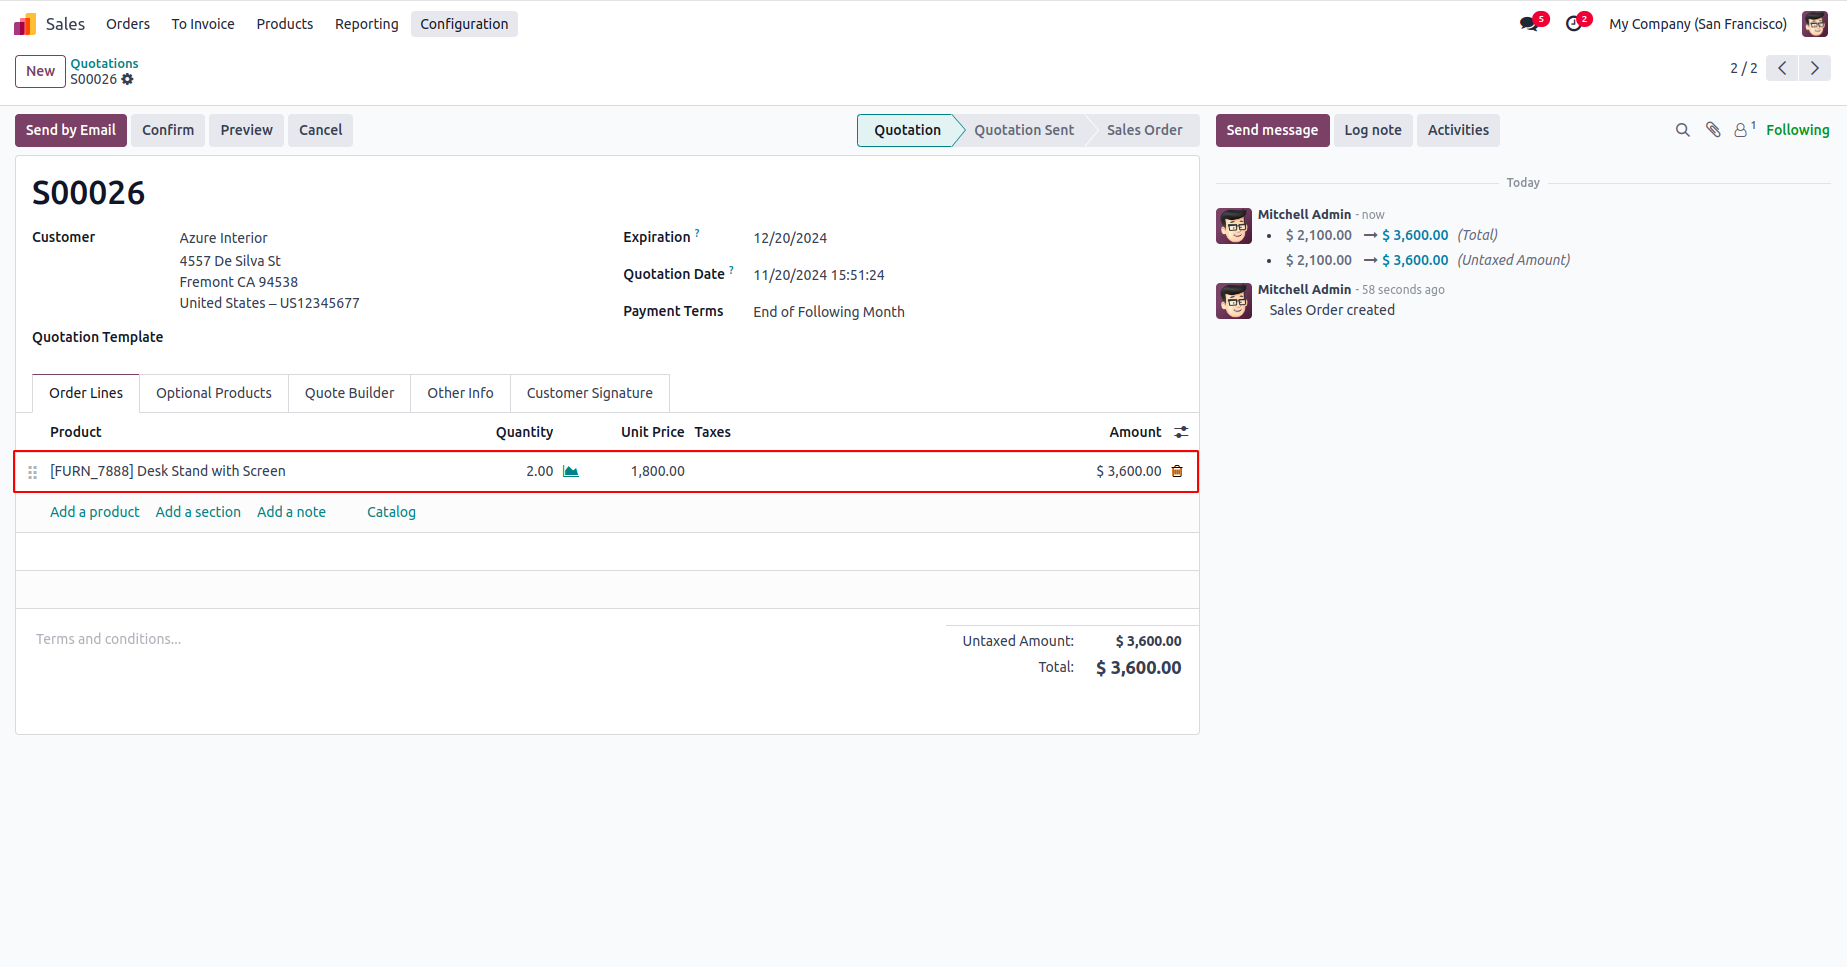 Sales Orders To Invoice Products Reporting Configuration 5 2 My Company (San Francisco)
New Quotations
S00026
2 / 2
Send by Email Confirm Preview Cancel Quotation Quotation Sent Sales Order
Send message Log note Activities 1 Following
S00026
Customer Azure Interior
4557 De Silva St
Fremont CA 94538
United States – US12345677
Quotation Template
Expiration ? 12/20/2024
Quotation Date ? 11/20/2024 15:51:24
Payment Terms End of Following Month
Order Lines Optional Products Quote Builder Other Info Customer Signature
Product Quantity Unit Price Taxes Amount
[FURN_7888] Desk Stand with Screen 2.00 1,800.00 $ 3,600.00
Add a product Add a section Add a note Catalog
Terms and conditions...
Untaxed Amount: $ 3,600.00
Total: $ 3,600.00
Today
Mitchell Admin - now
• $ 2,100.00 → $ 3,600.00 (Total)
• $ 2,100.00 → $ 3,600.00 (Untaxed Amount)
Mitchell Admin - 58 seconds ago
Sales Order created